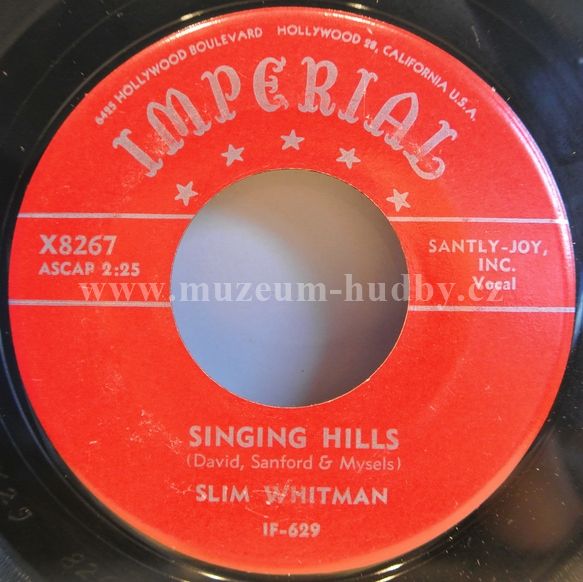 6425 HOLLYWOOD BOULEVARD HOLLYWOOD 28, CALIFORNIA U.S.A.
IMPERIAL
X8267
ASCAP 2:25
SANTLY-JOY,
INC.
Vocal
www.muzeum-hudby.cz
SINGING HILLS
(David, Sanford & Mysels)
SLIM WHITMAN
IF-629